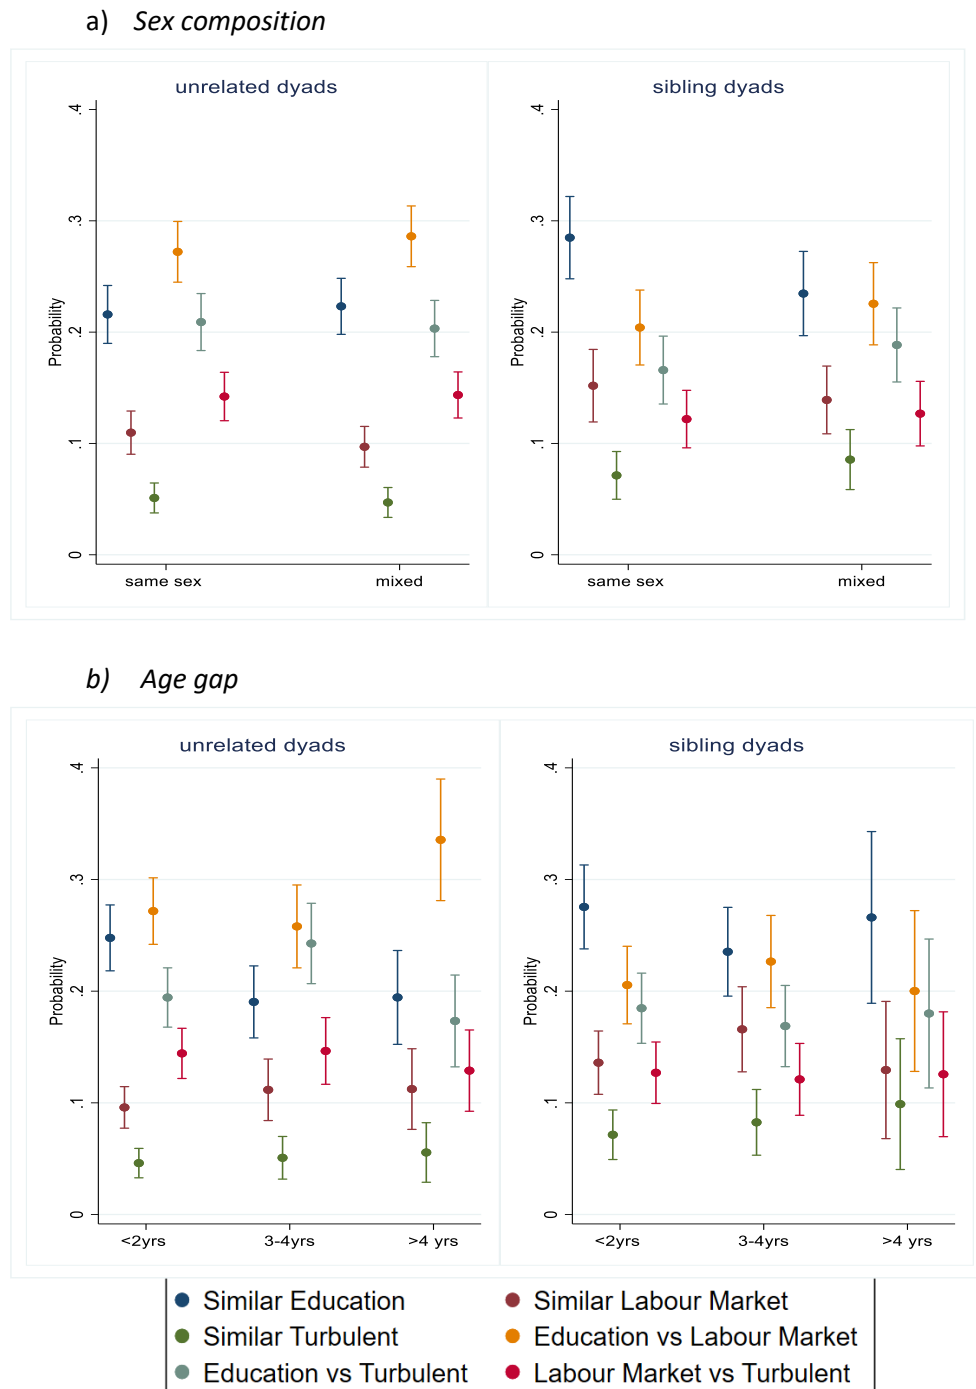 a) Sex composition
unrelated dyads
sibling dyads
Probability
0
.1
.2
.3
.4
same sex
mixed
Probability
0
.1
.2
.3
.4
same sex
mixed
b) Age gap
unrelated dyads
sibling dyads
Probability
0
.1
.2
.3
.4
<2yrs
3-4yrs
>4 yrs
Probability
0
.1
.2
.3
.4
<2yrs
3-4yrs
>4 yrs
Similar Education
Similar Labour Market
Similar Turbulent
Education vs Labour Market
Education vs Turbulent
Labour Market vs Turbulent